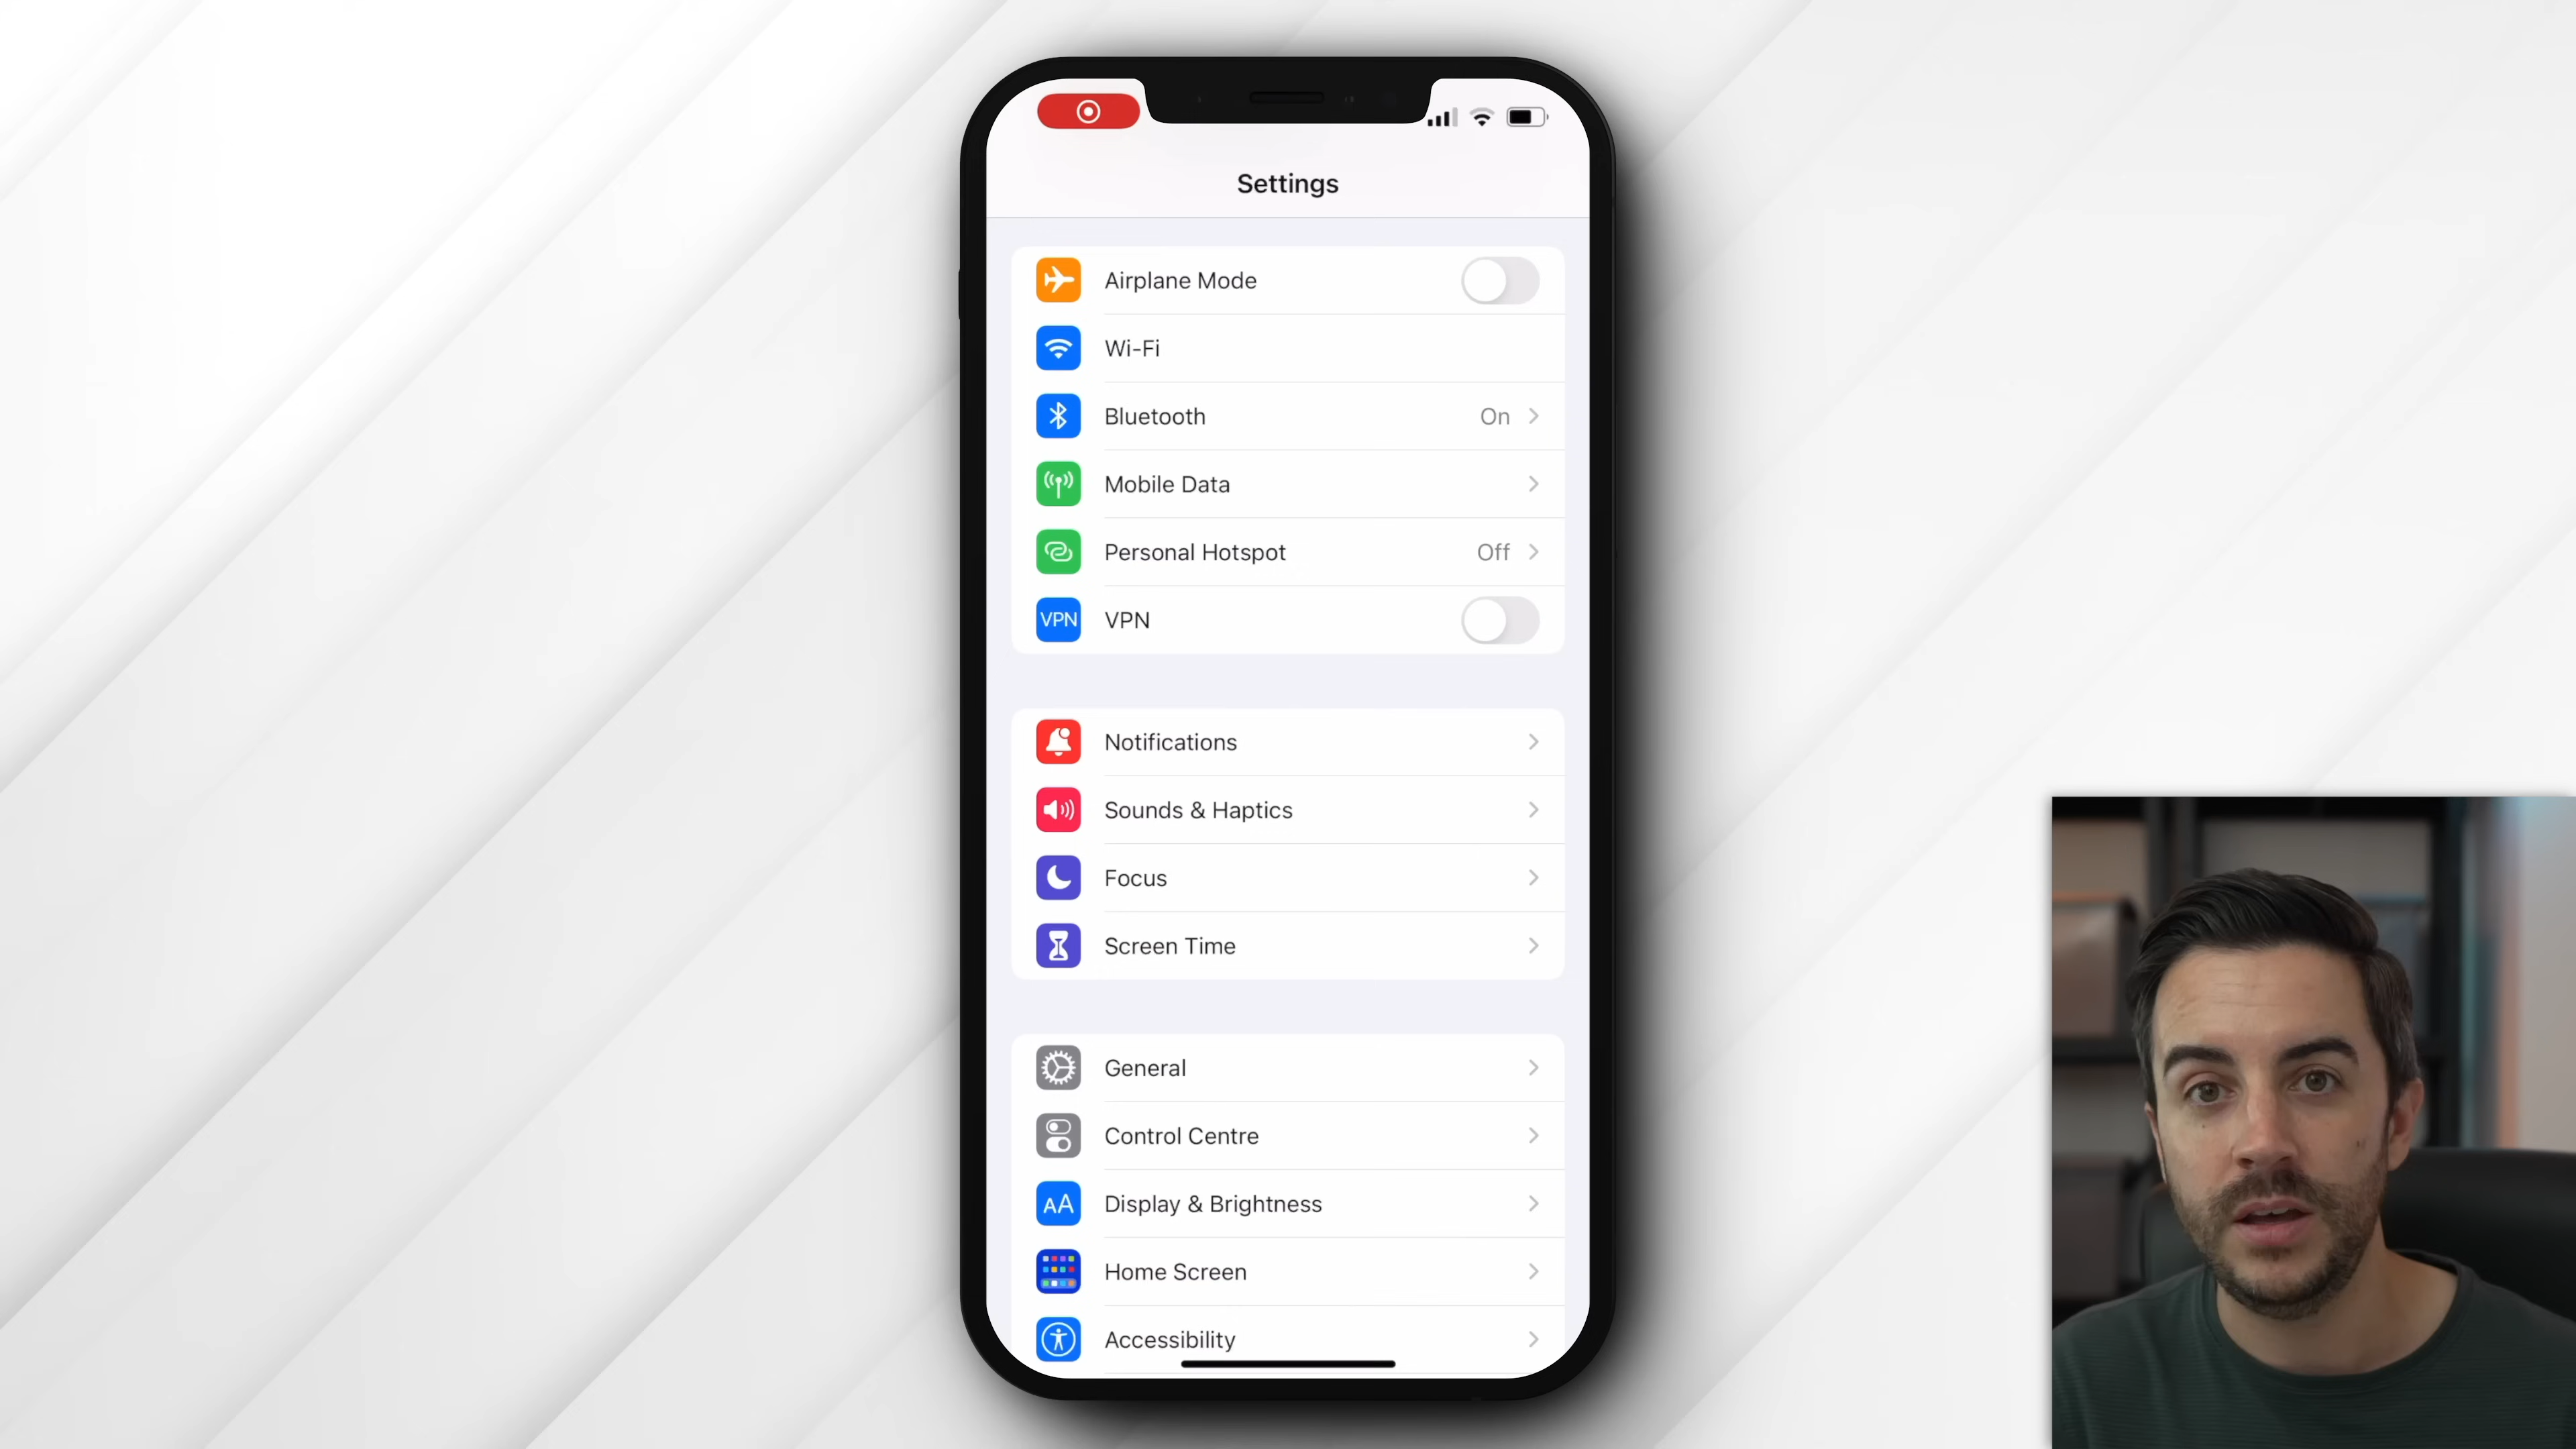 Settings
Airplane Mode
Wi-Fi
Bluetooth On
Mobile Data
Personal Hotspot Off
VPN VPN
Notifications
Sounds & Haptics
Focus
Screen Time
General
Control Centre
AA Display & Brightness
Home Screen
Accessibility